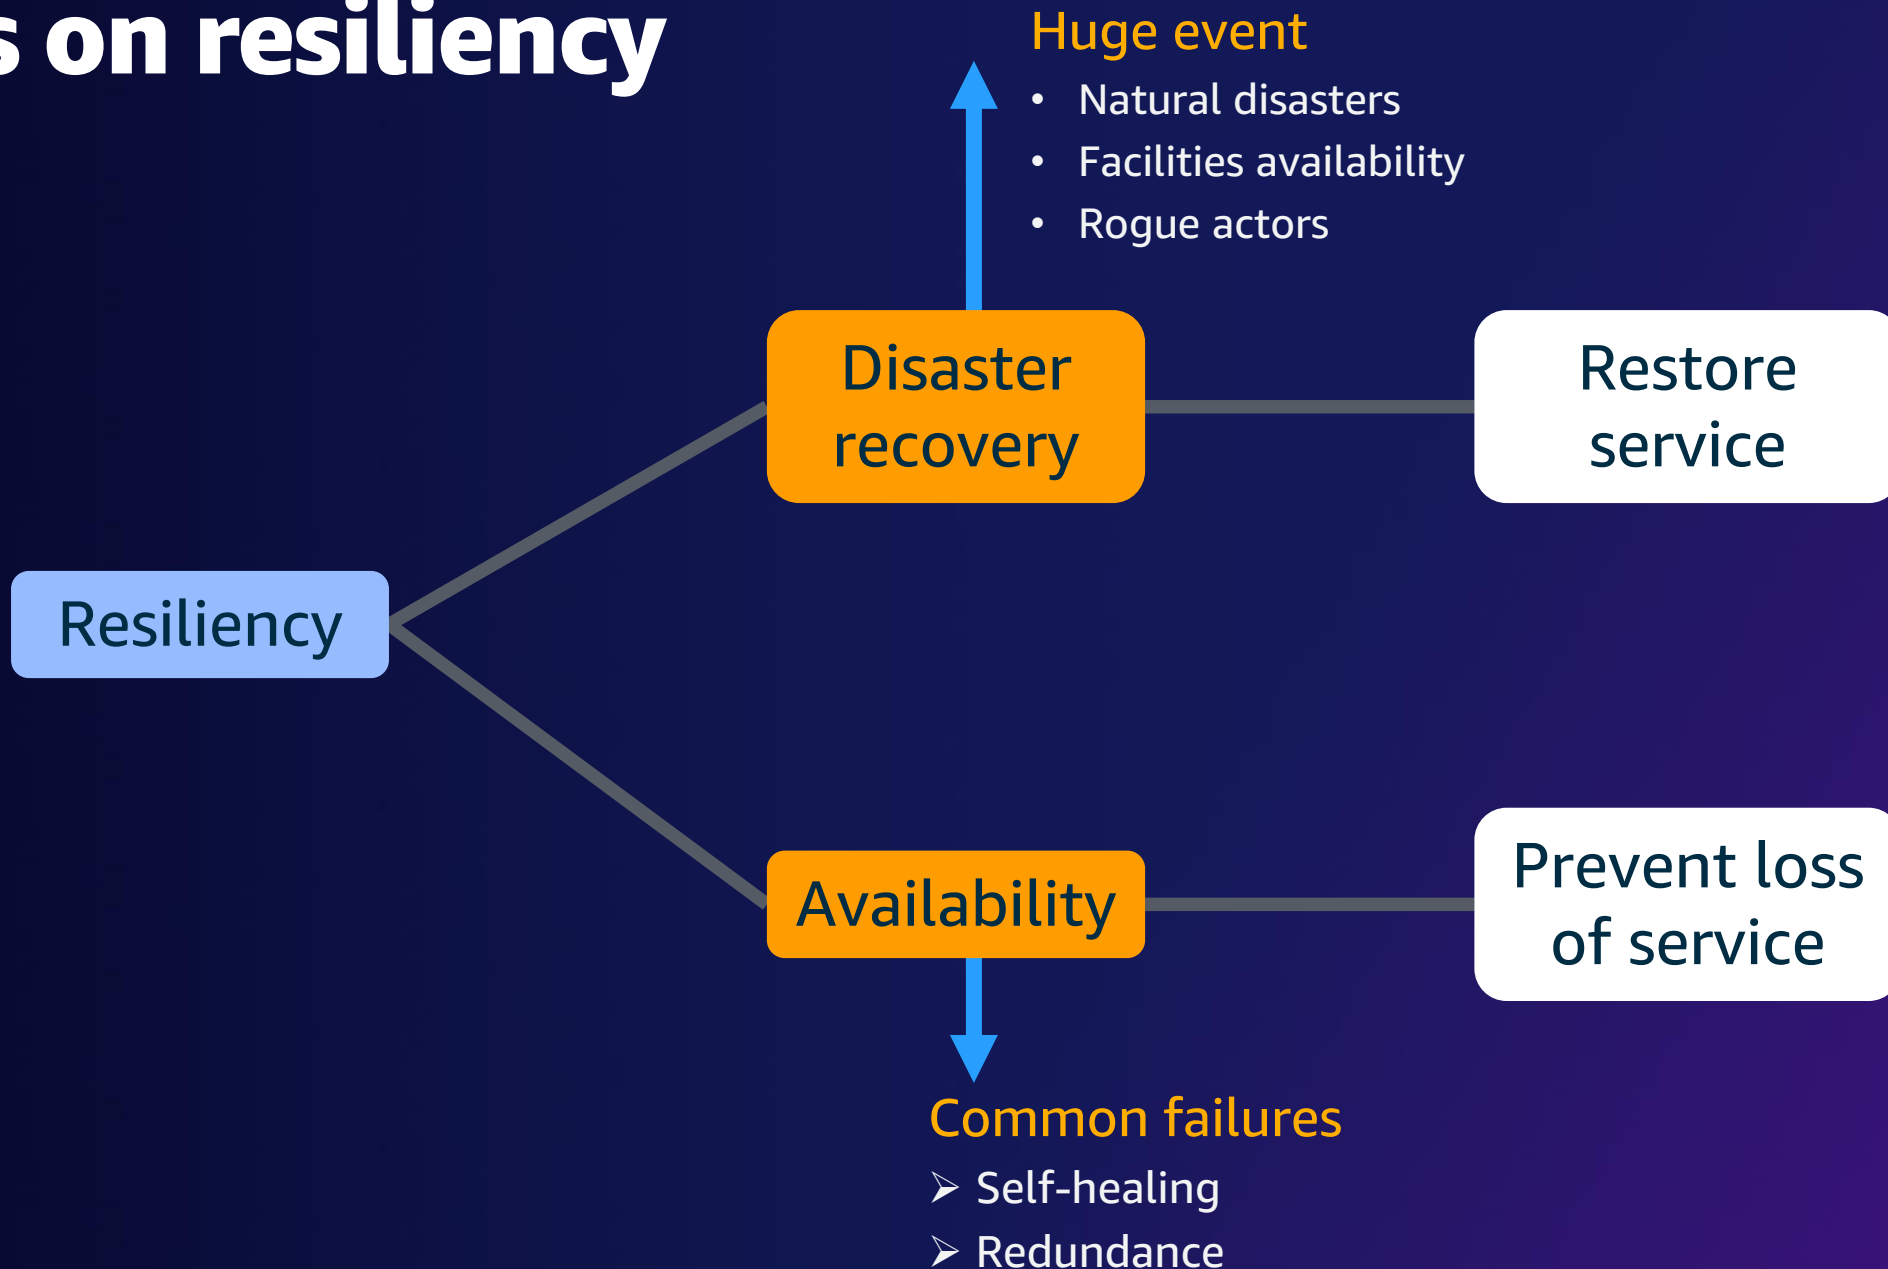 on resiliency
Huge event
• Natural disasters
• Facilities availability
• Rogue actors
Disaster
recovery
Restore
service
Resiliency
Availability
Prevent loss
of service
Common failures
➢ Self-healing
➢ Redundance